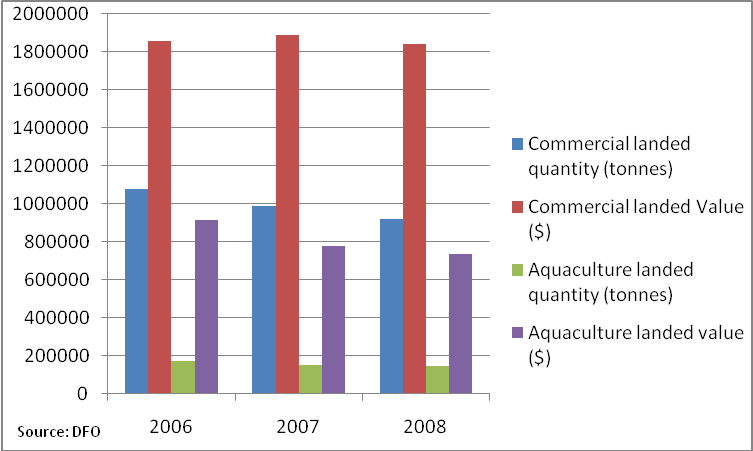 2000000
1800000
1600000
1400000
1200000
1000000
800000
600000
400000
200000
0
2006
2007
2008
Source: DFO
Commercial landed
quantity (tonnes)
Commercial landed Value
($)
Aquaculture landed
quantity (tonnes)
Aquaculture landed value
($)